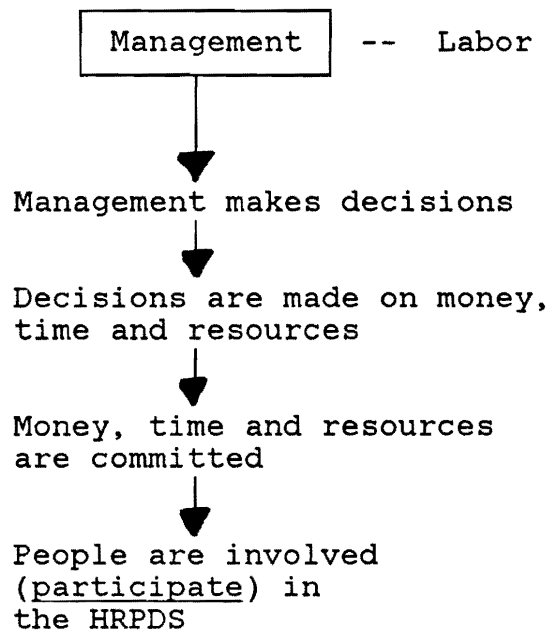 Management -- Labor
Management makes decisions
Decisions are made on money,
time and resources
Money, time and resources
are committed
People are involved
(participate) in
the HRPDS